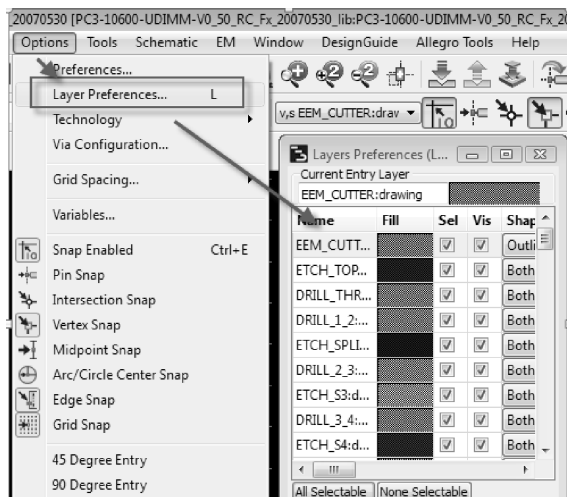 20070530 [PC3-10600-UDIMM-V0_50_RC_Fx_20070530_lib:PC3-10600-UDIMM-V0_50_RC_Fx_20
Options Tools Schematic EM Window DesignGuide Allegro Tools Help
Preferences...
Layer Preferences... L
Technology
Via Configuration...
Grid Spacing...
Variables...
Snap Enabled Ctrl+E
Pin Snap
Intersection Snap
Vertex Snap
Midpoint Snap
Arc/Circle Center Snap
Edge Snap
Grid Snap
45 Degree Entry
90 Degree Entry
v,s EEM_CUTTER:drav
Layers Preferences (L...
Current Entry Layer
EEM_CUTTER:drawing
Name Fill Sel Vis Shap
EEM_CUTT... Outli
ETCH_TOP... Both
DRILL_THR... Both
DRILL_1_2:... Both
ETCH_SPLI... Both
DRILL_2_3:... Both
ETCH_S3:d... Both
DRILL_3_4:... Both
ETCH_S4:d... Both
All Selectable None Selectable